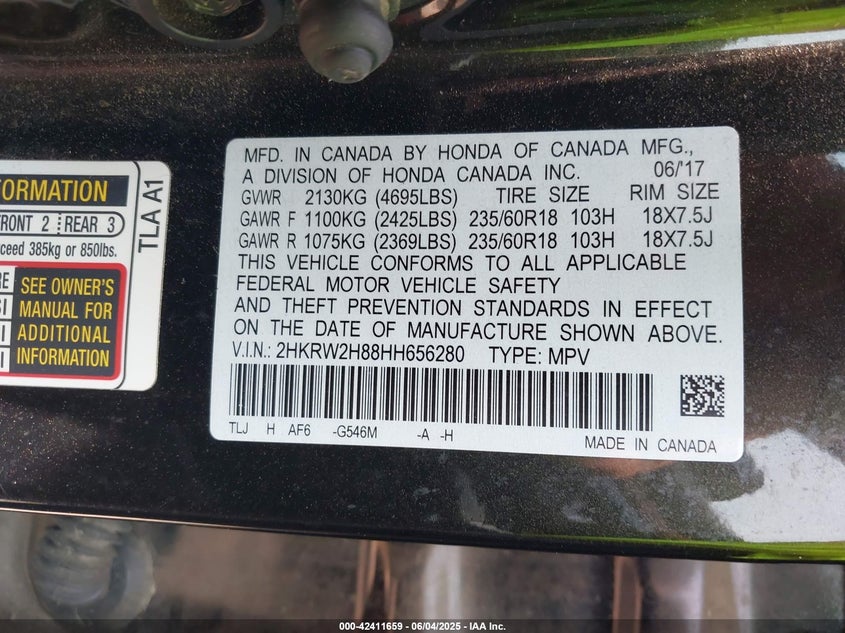 FORMATION
FRONT 2 REAR 3
xceed 385kg or 850lbs.
SEE OWNER'S
MANUAL FOR
ADDITIONAL
INFORMATION
TLA A1
MFD. IN CANADA BY HONDA OF CANADA MFG.,
A DIVISION OF HONDA CANADA INC. 06/'17
GVWR 2130KG (4695LBS) TIRE SIZE RIM SIZE
GAWR F 1100KG (2425LBS) 235/60R18 103H 18X7.5J
GAWR R 1075KG (2369LBS) 235/60R18 103H 18X7.5J
THIS VEHICLE CONFORMS TO ALL APPLICABLE
FEDERAL MOTOR VEHICLE SAFETY
AND THEFT PREVENTION STANDARDS IN EFFECT
ON THE DATE OF MANUFACTURE SHOWN ABOVE.
V.I.N.: 2HKRW2H88HH656280 TYPE: MPV
TLJ H AF6 -G546M -A -H
MADE IN CANADA
000-42411659 - 06/04/2025 - IAA Inc.